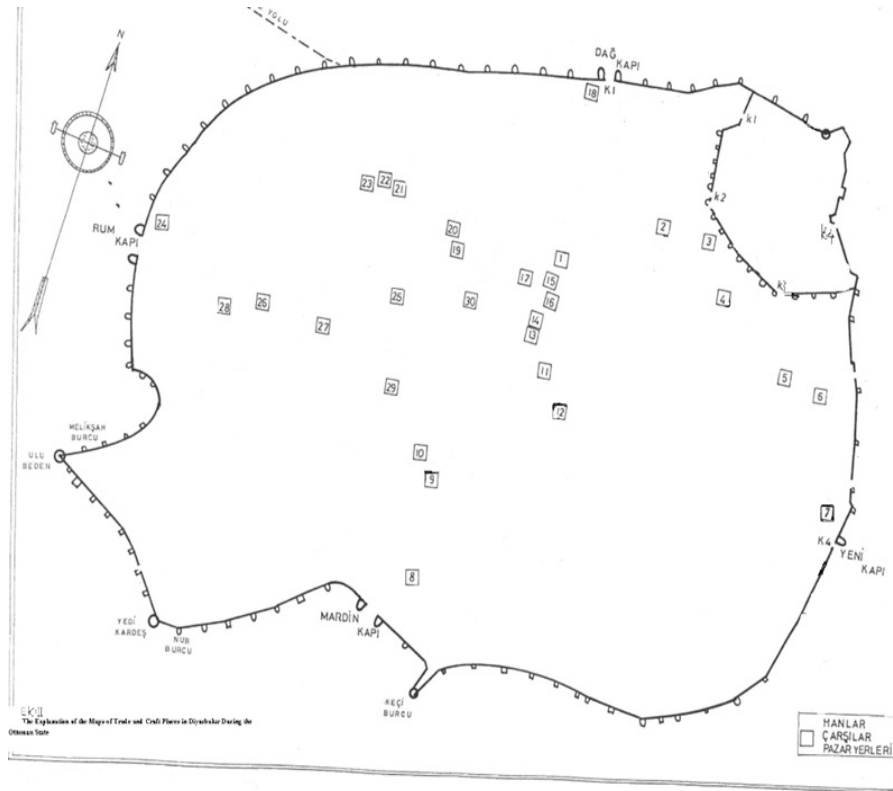 YOLU
N
DAĞ
KAPI
18
K1
k1
23
22
21
k2
24
RUM
KAPI
20
2
3
19
1
k4
17
15
k3
28
26
25
30
16
4
27
14
13
11
5
29
6
12
MELİKŞAH
BURCU
ULU
BEDEN
10
9
7
K4
YENİ
KAPI
8
YEDİ
KARDEŞ
NUR
BURCU
MARDİN
KAPI
KEÇİ
BURCU
EK:II
The Explanation of the Maps of Trade and Craft Places in Diyarbakır During the
Ottoman State
HANLAR
ÇARŞILAR
PAZAR YERLERİ